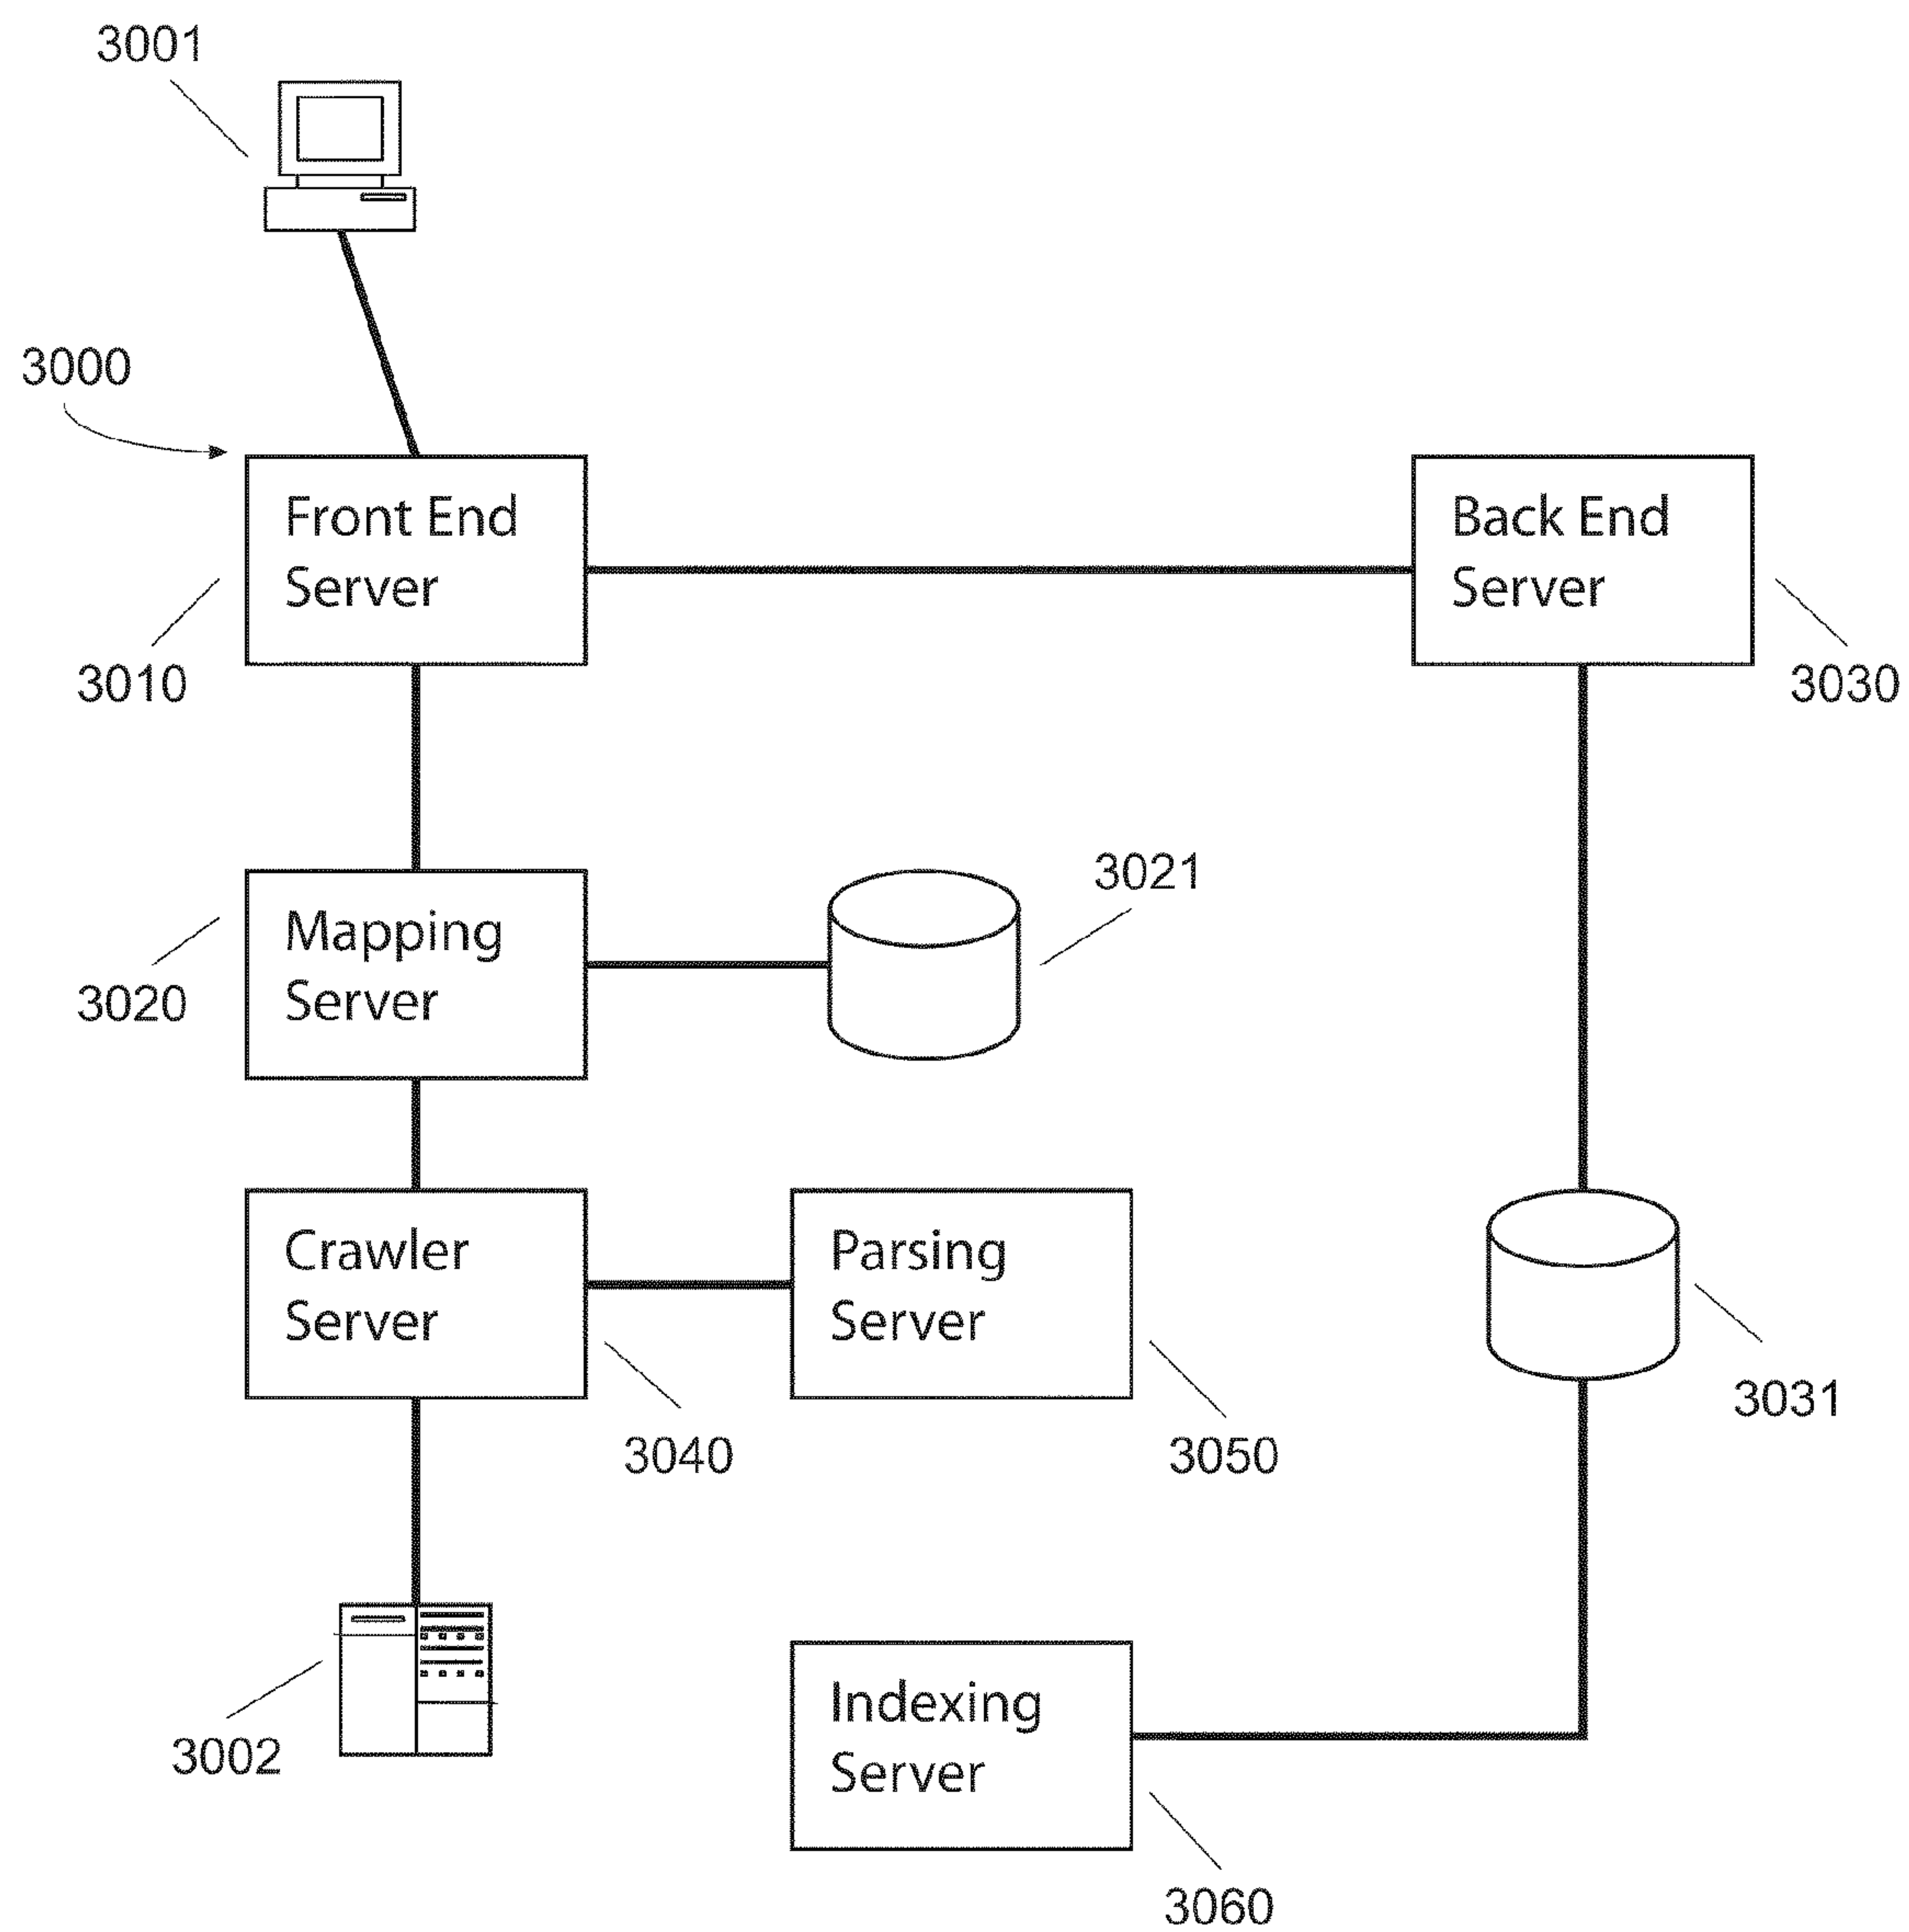 3001
3000
Front End
Server
3010
Back End
Server
3030
Mapping
Server
3020
3021
Crawler
Server
3040
Parsing
Server
3050
3031
3002
Indexing
Server
3060